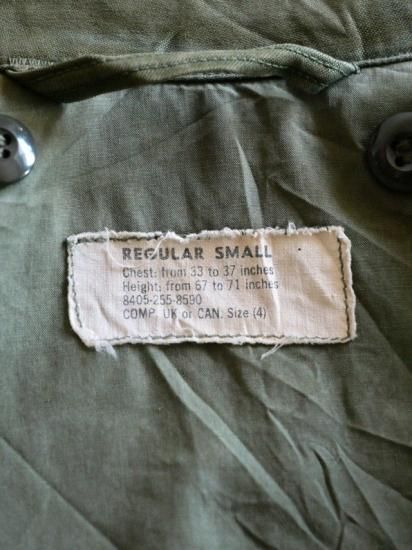 REGULAR SMALL
Chest: from 33 to 37 inches
Height: from 67 to 71 inches
8405-255-8590
COMP. UK or CAN. Size (4)